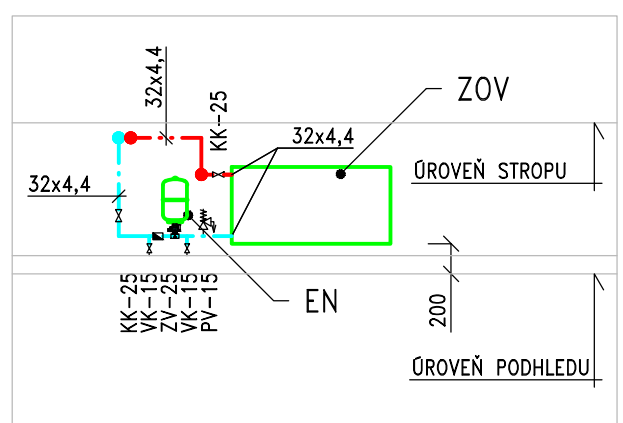 32x4,4
KK-25
ZOV
32x4,4
ÚROVEŇ STROPU
32x4,4
KK-25
VK-15
ZV-25
VK-15
PV-15
EN
200
ÚROVEŇ PODHLEDU